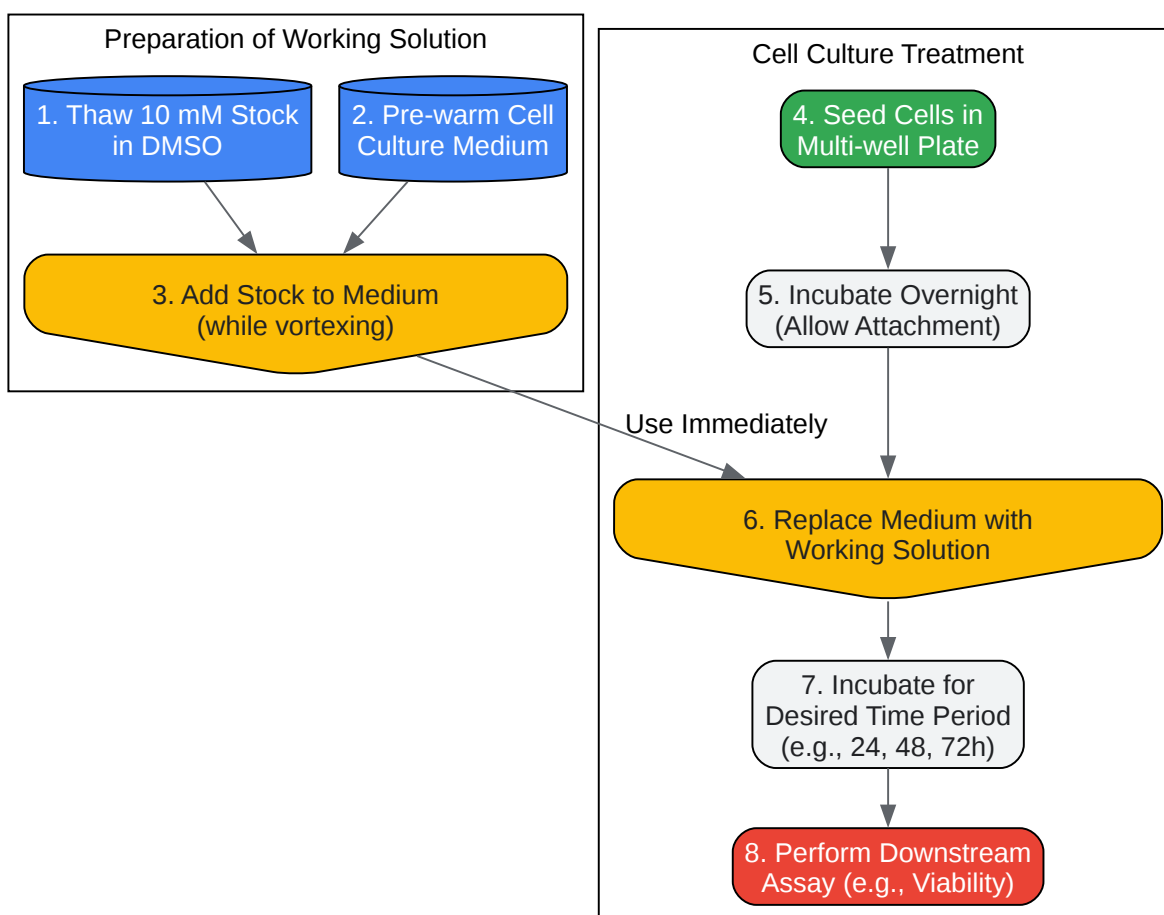 Preparation of Working Solution
1. Thaw 10 mM Stock
in DMSO
2. Pre-warm Cell
Culture Medium
3. Add Stock to Medium
(while vortexing)
Use Immediately
Cell Culture Treatment
4. Seed Cells in
Multi-well Plate
5. Incubate Overnight
(Allow Attachment)
6. Replace Medium with
Working Solution
7. Incubate for
Desired Time Period
(e.g., 24, 48, 72h)
8. Perform Downstream
Assay (e.g., Viability)